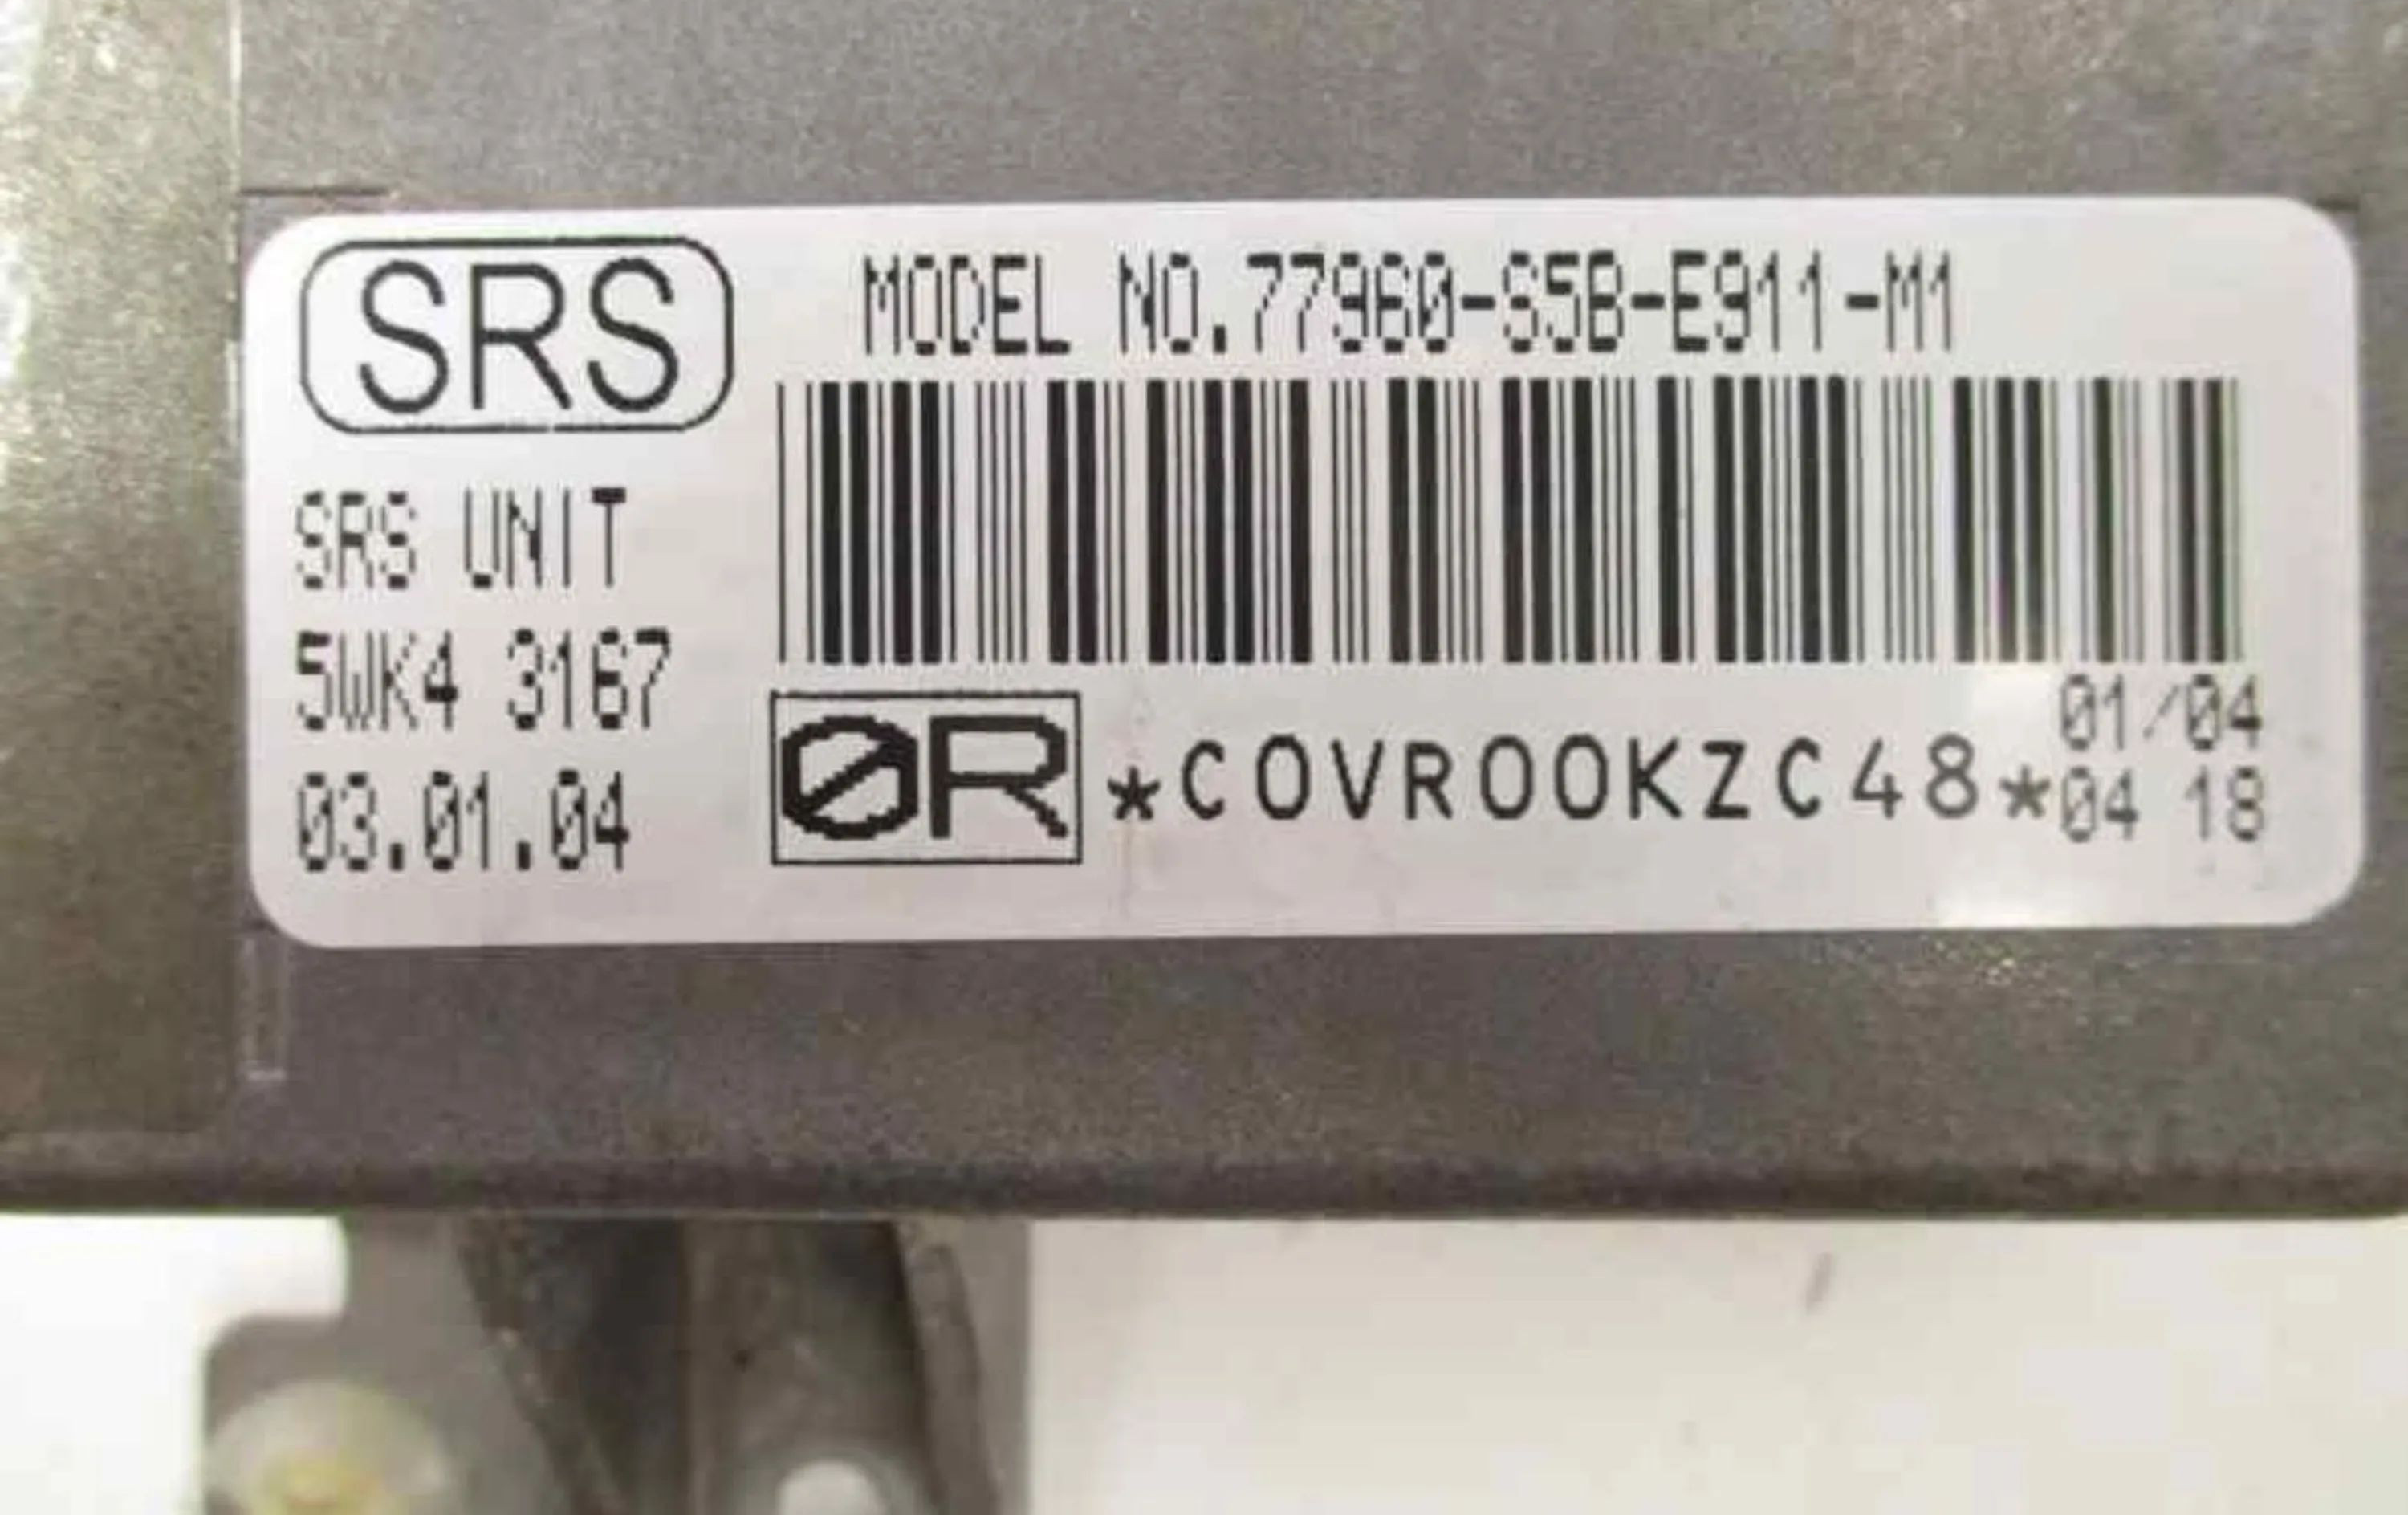 SRS
MODEL NO.77960-S5B-E911-M1
SRS UNIT
5WK4 3167
03.01.04
0R
*C0VR00KZC48*
01/04
04 18